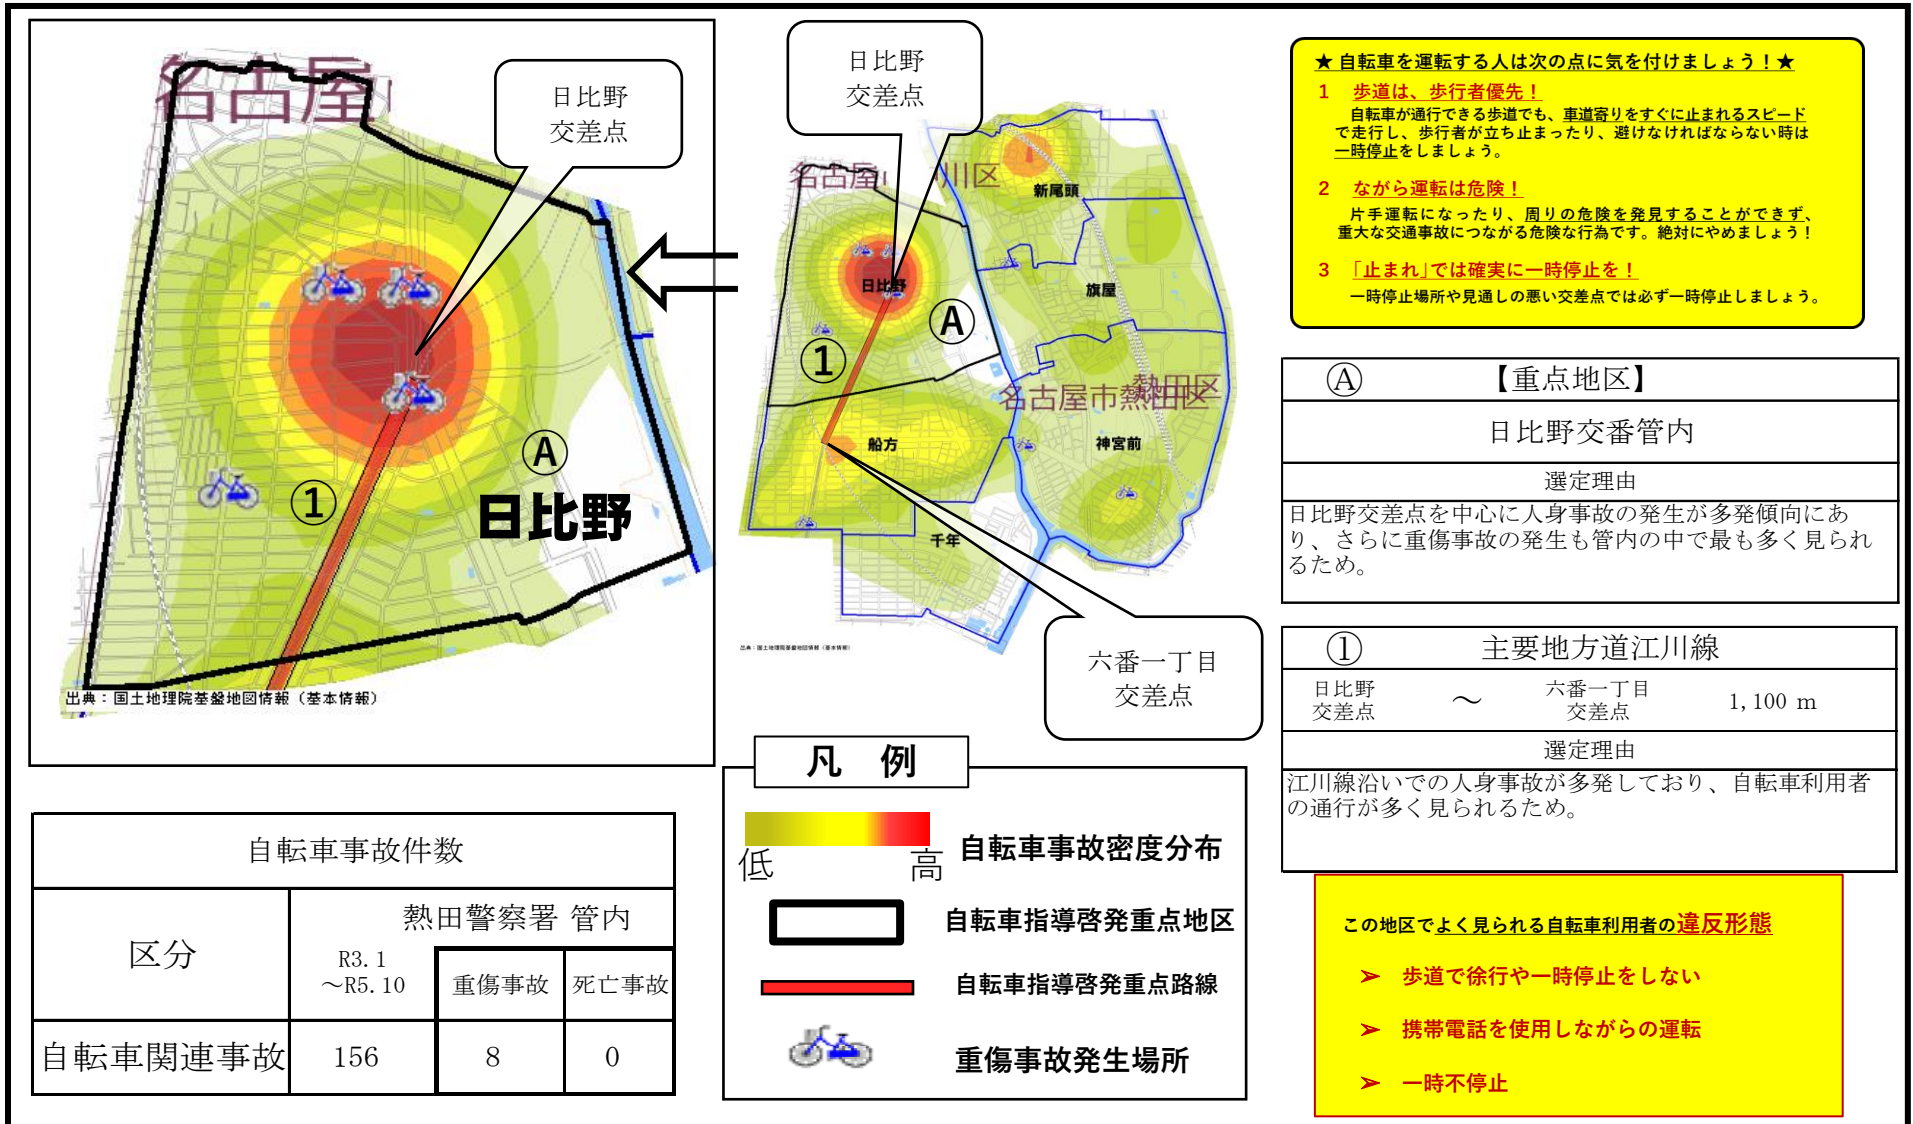 名古屋
日比野
交差点
Ⓐ
①
日比野
出典：国土地理院基盤地図情報（基本情報）
日比野
交差点
名古屋
川区
新尾頭
日比野
旗屋
Ⓐ
①
熱田区
名古屋市熱田区
船方
神宮前
千年
六番一丁目
交差点
出典：国土地理院基盤地図情報（基本情報）
★自転車を運転する人は次の点に気を付けましょう！★
1 歩道は、歩行者優先！
自転車が通行できる歩道でも、車道寄りをすぐに止まれるスピード
で走行し、歩行者が立ち止まったり、避けなければならない時は
一時停止をしましょう。
2 ながら運転は危険！
片手運転になったり、周りの危険を発見することができず、
重大な交通事故につながる危険な行為です。絶対にやめましょう！
3 「止まれ」では確実に一時停止を！
一時停止場所や見通しの悪い交差点では必ず一時停止しましょう。
Ⓐ 【重点地区】
日比野交番管内
選定理由
日比野交差点を中心に人身事故の発生が多発傾向にあ
り、さらに重傷事故の発生も管内の中で最も多く見られ
るため。
① 主要地方道江川線
日比野
交差点
～
六番一丁目
交差点
1,100 m
選定理由
江川線沿いでの人身事故が多発しており、自転車利用者
の通行が多く見られるため。
自転車事故件数
区分
熱田警察署 管内
R3.1
～R5.10
重傷事故
死亡事故
自転車関連事故 156 8 0
凡 例
低
高
自転車事故密度分布
自転車指導啓発重点地区
自転車指導啓発重点路線
重傷事故発生場所
この地区でよく見られる自転車利用者の違反形態
➢ 歩道で徐行や一時停止をしない
➢ 携帯電話を使用しながらの運転
➢ 一時不停止